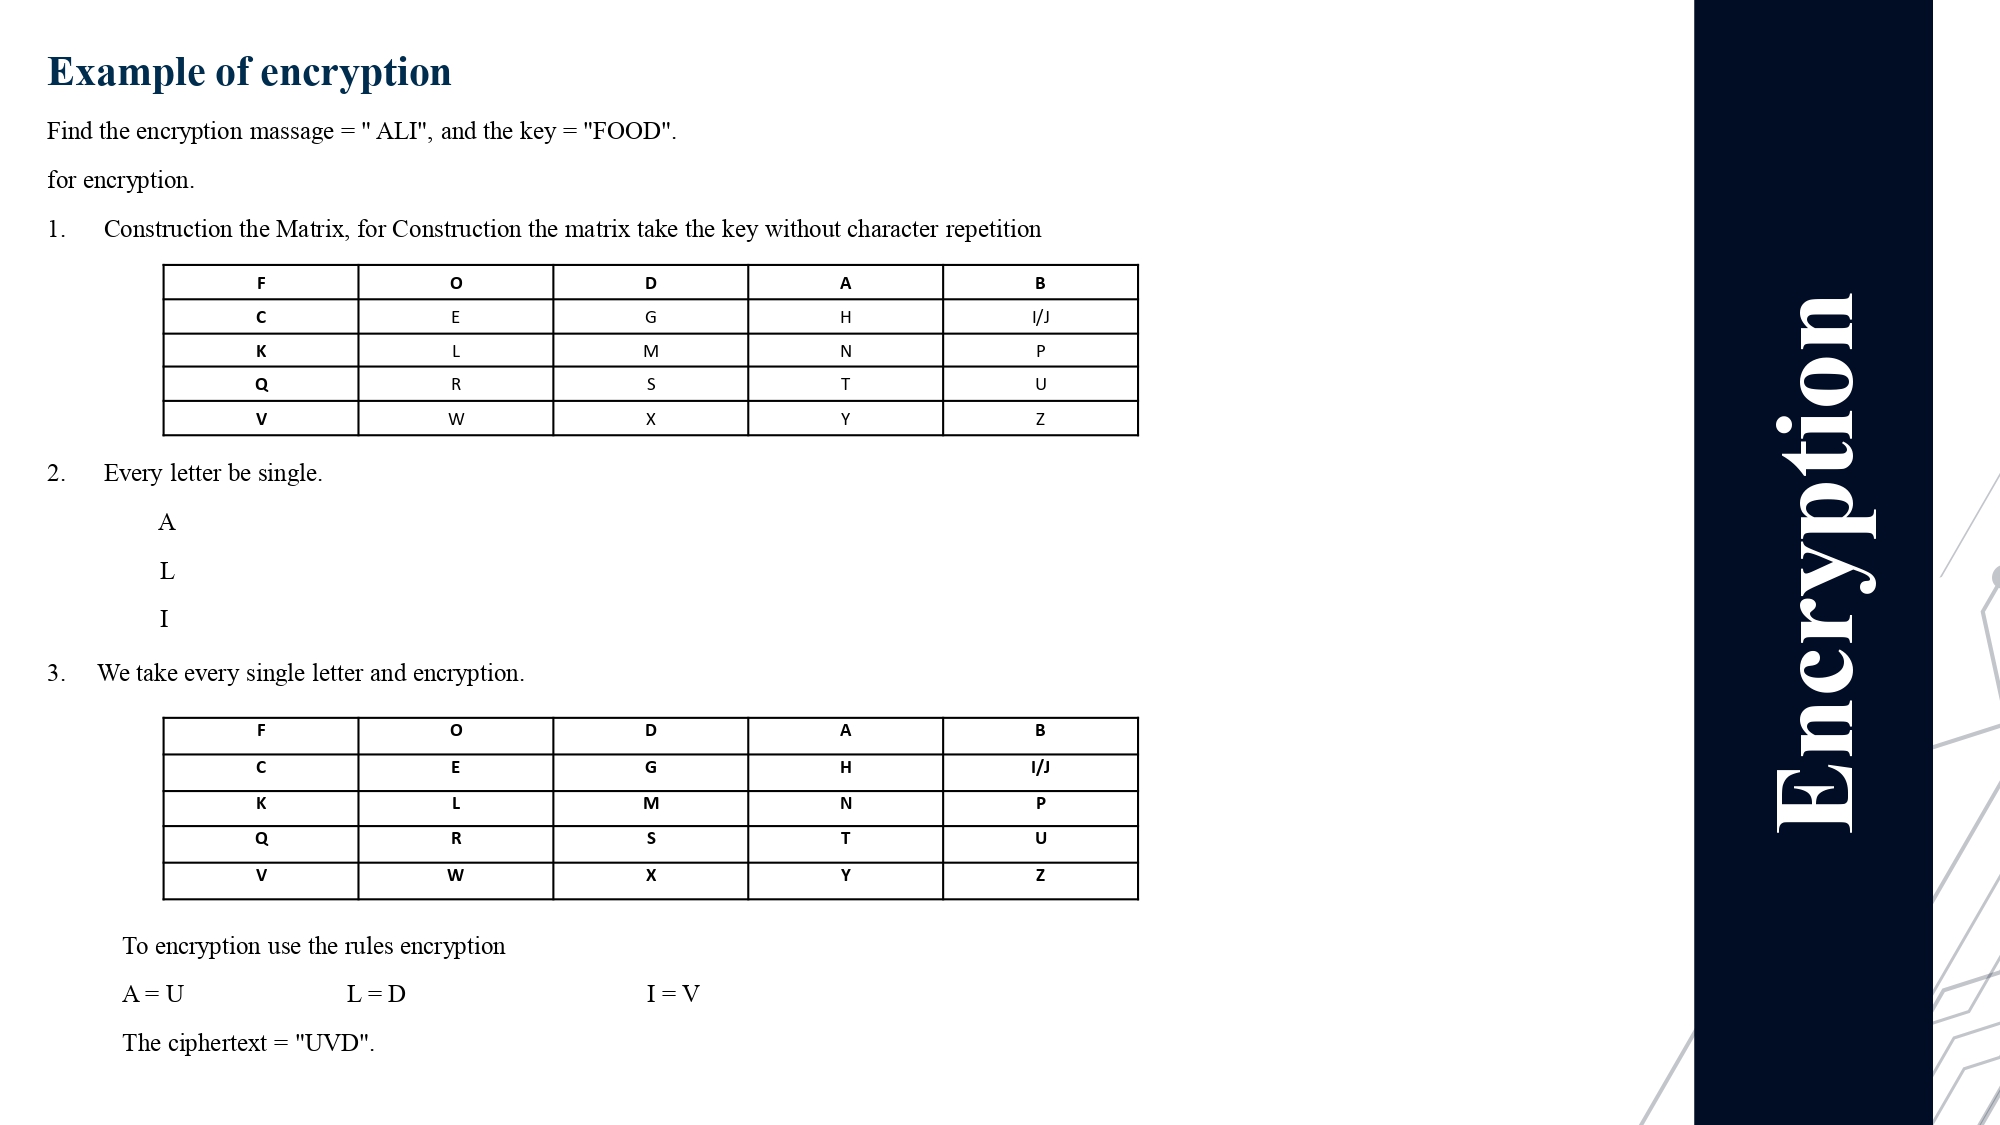 Example of encryption
Find the encryption massage = " ALI", and the key = "FOOD".
for encryption.
1. Construction the Matrix, for Construction the matrix take the key without character repetition
F O D A B
C E G H I/J
K L M N P
Q R S T U
V W X Y Z
2. Every letter be single.
A
L
I
3. We take every single letter and encryption.
F O D A B
C E G H I/J
K L M N P
Q R S T U
V W X Y Z
To encryption use the rules encryption
A = U L = D I = V
The ciphertext = "UVD".
Encryption